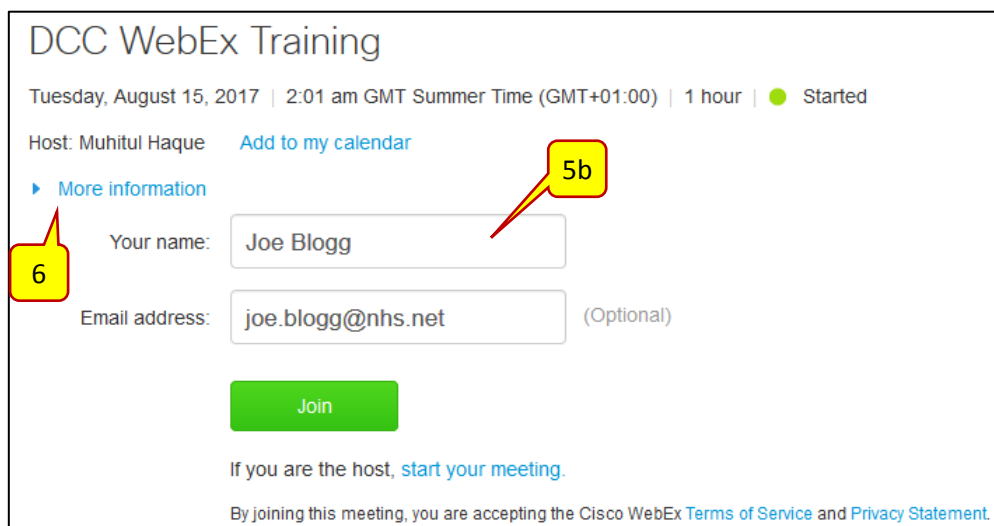 DCC WebEx Training
Tuesday, August 15, 2017 | 2:01 am GMT Summer Time (GMT+01:00) | 1 hour | Started
Host: Muhitul Haque Add to my calendar
5b
More information
Your name: Joe Blogg
6
Email address: joe.blogg@nhs.net (Optional)
Join
If you are the host, start your meeting.
By joining this meeting, you are accepting the Cisco WebEx Terms of Service and Privacy Statement.